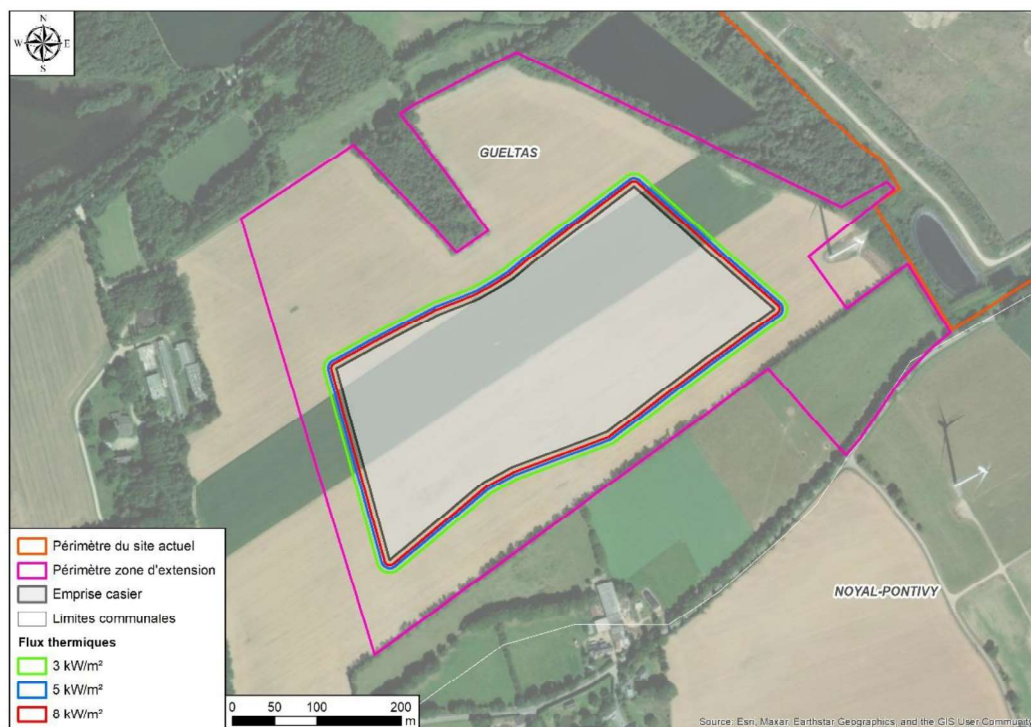 N
W E
S
GUELTAS
NOYAL-PONTIVY
Périmètre du site actuel
Périmètre zone d'extension
Emprise casier
Limites communales
Flux thermiques
3 kW/m²
5 kW/m²
8 kW/m²
0 50 100 200
m
Source: Esri, Maxar, Earthstar Geographics, and the GIS User Community